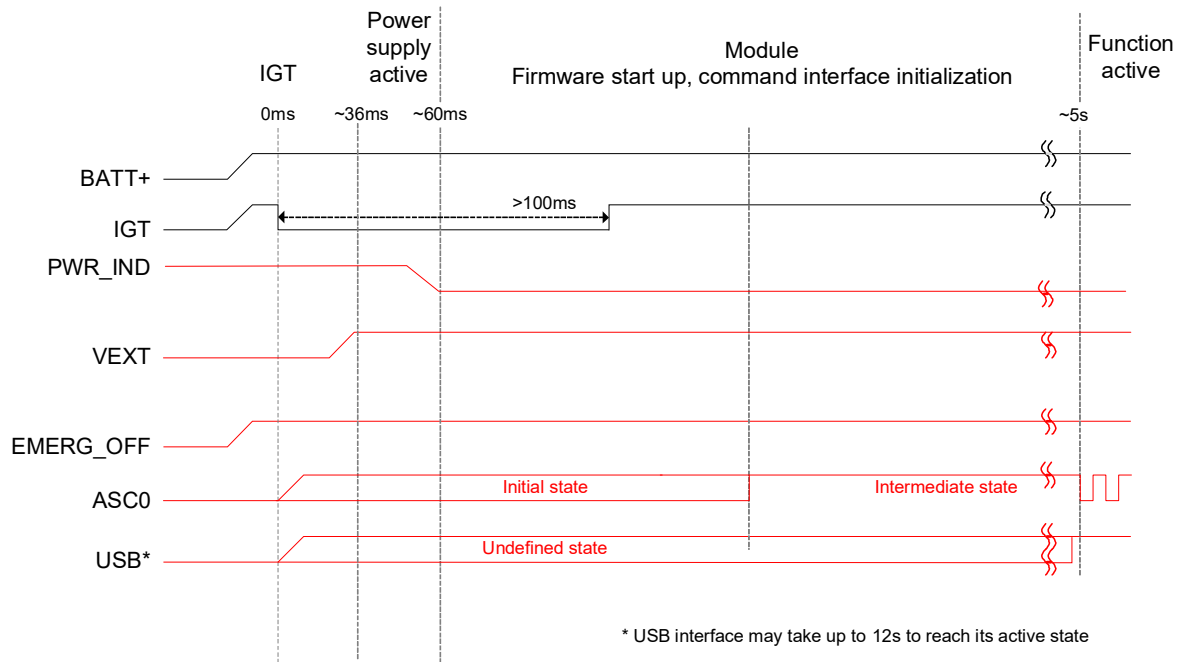 Power
supply
active
IGT
Module
Firmware start up, command interface initialization
Function
active
0ms
~36ms
~60ms
~5s
BATT+
>100ms
IGT
PWR_IND
VEXT
EMERG_OFF
ASC0
Initial state
Intermediate state
USB*
Undefined state
* USB interface may take up to 12s to reach its active state